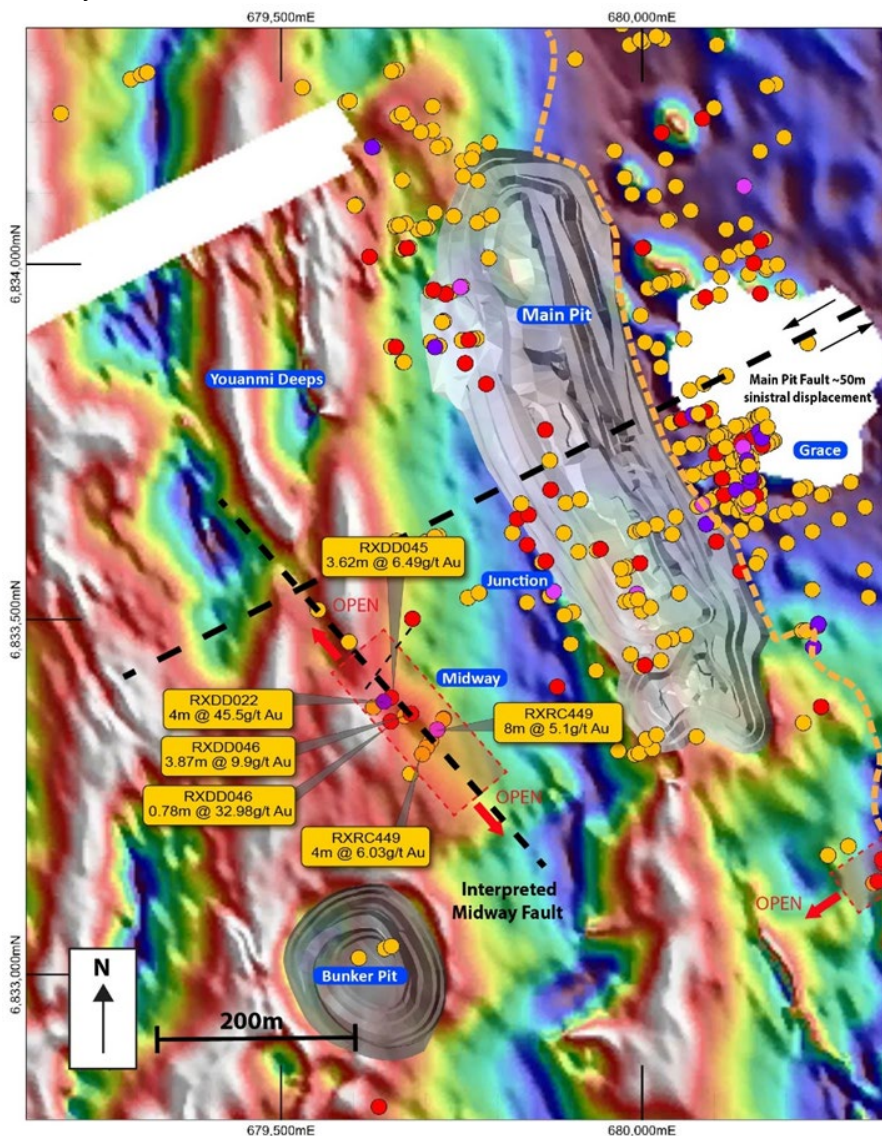 679,500mE
680,000mE
6,834,000mN
Main Pit
Youanmi Deeps
Main Pit Fault ~50m
sinistral displacement
Grace
RXDD045
3.62m @ 6.49g/t Au
Junction
OPEN
6,833,500mN
Midway
RXDD022
4m @ 45.5g/t Au
RXRC449
8m @ 5.1g/t Au
RXDD046
3.87m @ 9.9g/t Au
RXDD046
0.78m @ 32.98g/t Au
OPEN
RXRC449
4m @ 6.03g/t Au
Interpreted
Midway Fault
OPEN
Bunker Pit
6,833,000mN
N
200m
679,500mE
680,000mE